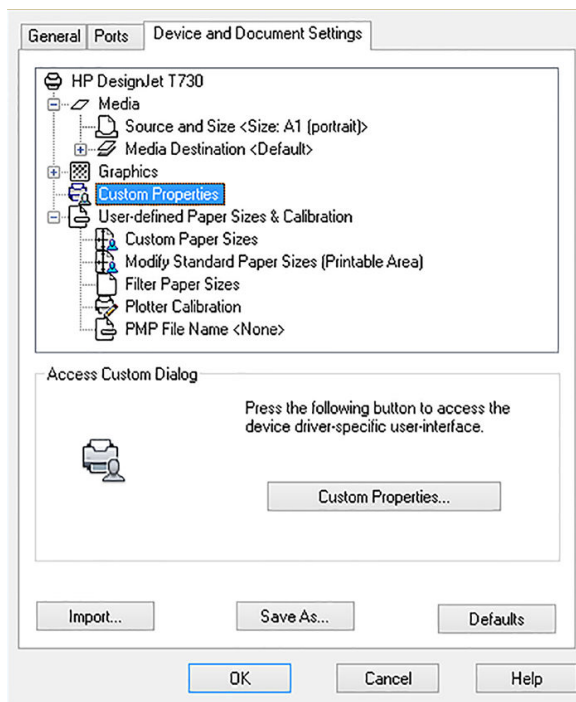 General Ports Device and Document Settings
HP DesignJet T730
Media
Source and Size <Size: A1 (portrait)>
Media Destination <Default>
Graphics
Custom Properties
User-defined Paper Sizes & Calibration
Custom Paper Sizes
Modify Standard Paper Sizes (Printable Area)
Filter Paper Sizes
Plotter Calibration
PMP File Name <None>
Access Custom Dialog
Press the following button to access the
device driver-specific user-interface.
Custom Properties...
Import... Save As... Defaults
OK Cancel Help